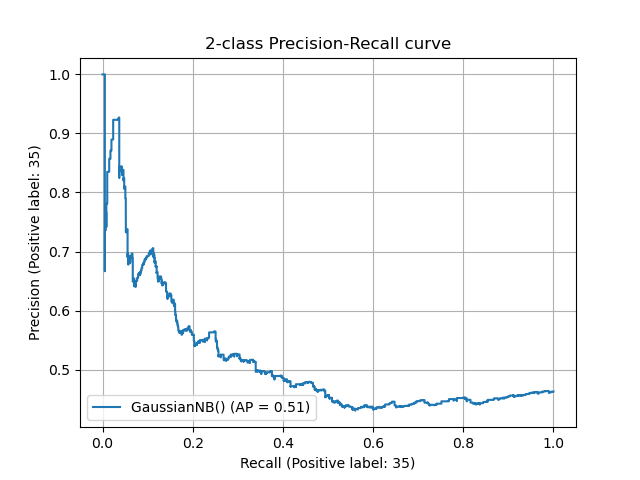 2-class Precision-Recall curve
1.0
0.9
0.8
0.7
0.6
0.5
Precision (Positive label: 35)
GaussianNB() (AP = 0.51)
0.0 0.2 0.4 0.6 0.8 1.0
Recall (Positive label: 35)